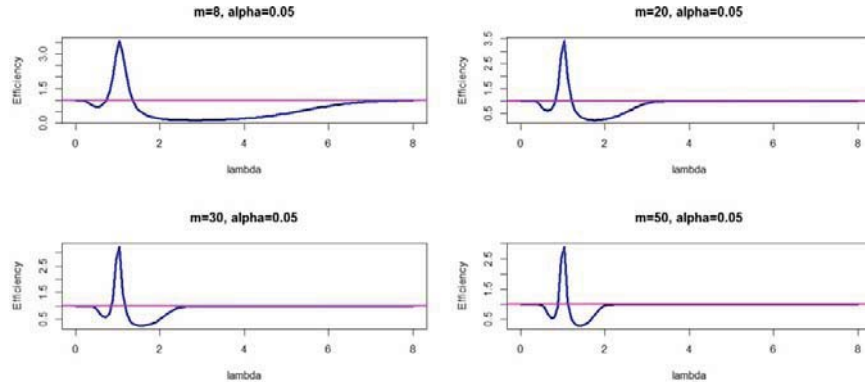 m=8, alpha=0.05
Efficiency
0.0 1.5 3.0
0 2 4 6 8
lambda
m=20, alpha=0.05
Efficiency
0.5 1.5 2.5 3.5
0 2 4 6 8
lambda
m=30, alpha=0.05
Efficiency
0.5 1.5 2.5
0 2 4 6 8
lambda
m=50, alpha=0.05
Efficiency
0.5 1.5 2.5
0 2 4 6 8
lambda